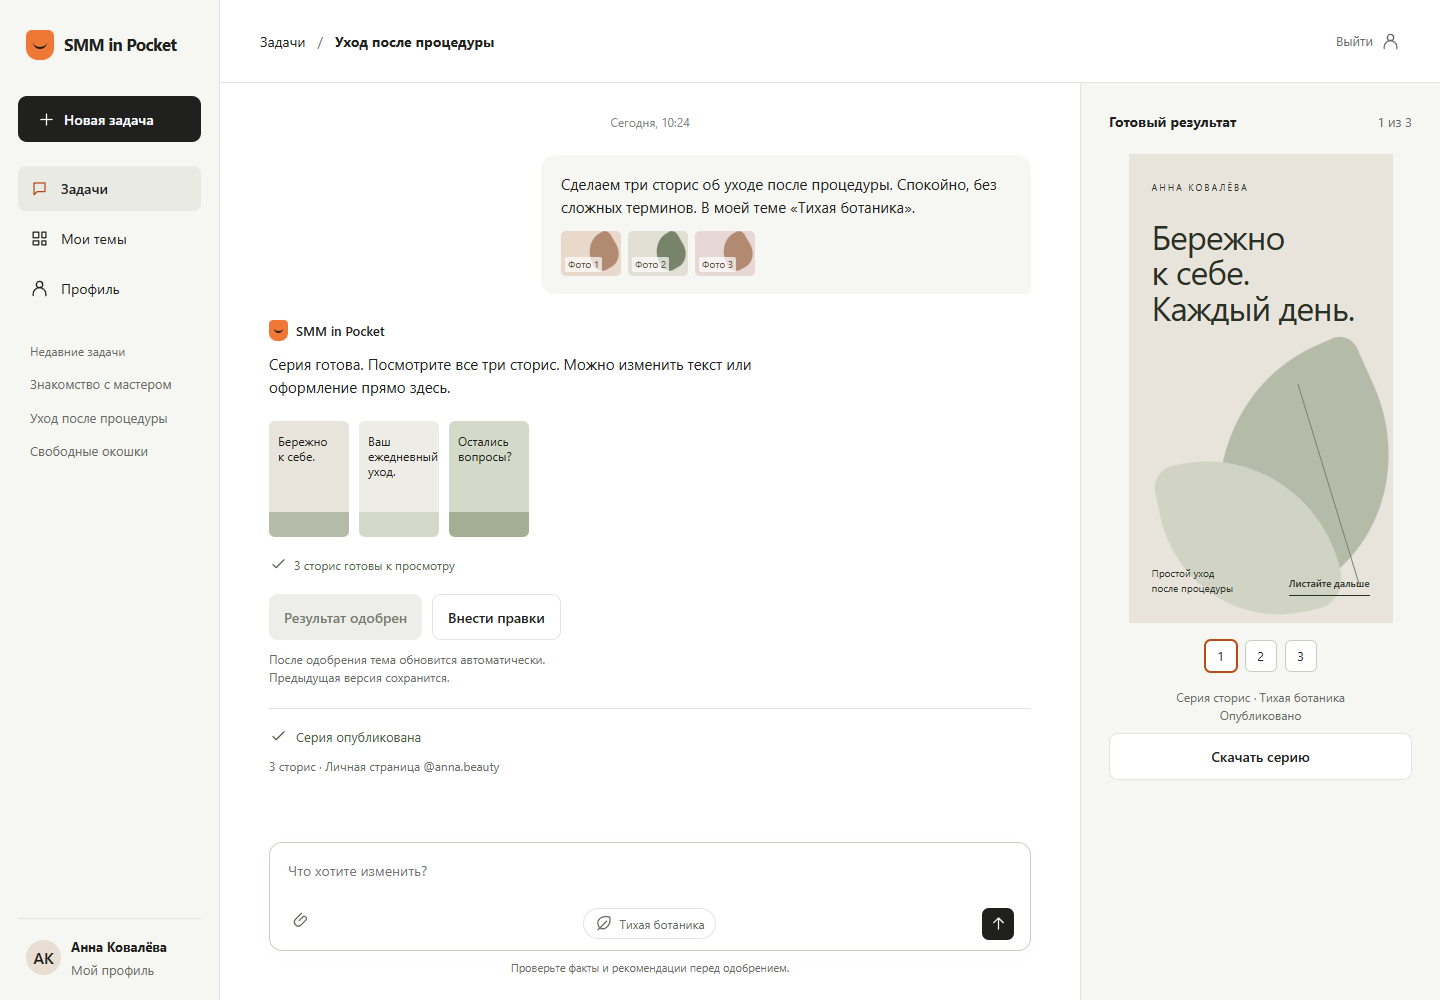 SMM in Pocket
Новая задача
Задачи
Мои темы
Профиль
Недавние задачи
Знакомство с мастером
Уход после процедуры
Свободные окошки
АК
Анна Ковалёва
Мой профиль
Задачи / Уход после процедуры
Выйти
Сегодня, 10:24
Сделаем три сторис об уходе после процедуры. Спокойно, без
сложных терминов. В моей теме «Тихая ботаника».
Фото 1
Фото 2
Фото 3
SMM in Pocket
Серия готова. Посмотрите все три сторис. Можно изменить текст или
оформление прямо здесь.
Бережно
к себе.
Ваш
ежедневный
уход.
Остались
вопросы?
3 сторис готовы к просмотру
Результат одобрен
Внести правки
После одобрения тема обновится автоматически.
Предыдущая версия сохранится.
Серия опубликована
3 сторис · Личная страница @anna.beauty
Что хотите изменить?
Тихая ботаника
Проверьте факты и рекомендации перед одобрением.
Готовый результат
1 из 3
АННА КОВАЛЁВА
Бережно
к себе.
Каждый день.
Простой уход
после процедуры
Листайте дальше
1
2
3
Серия сторис · Тихая ботаника
Опубликовано
Скачать серию